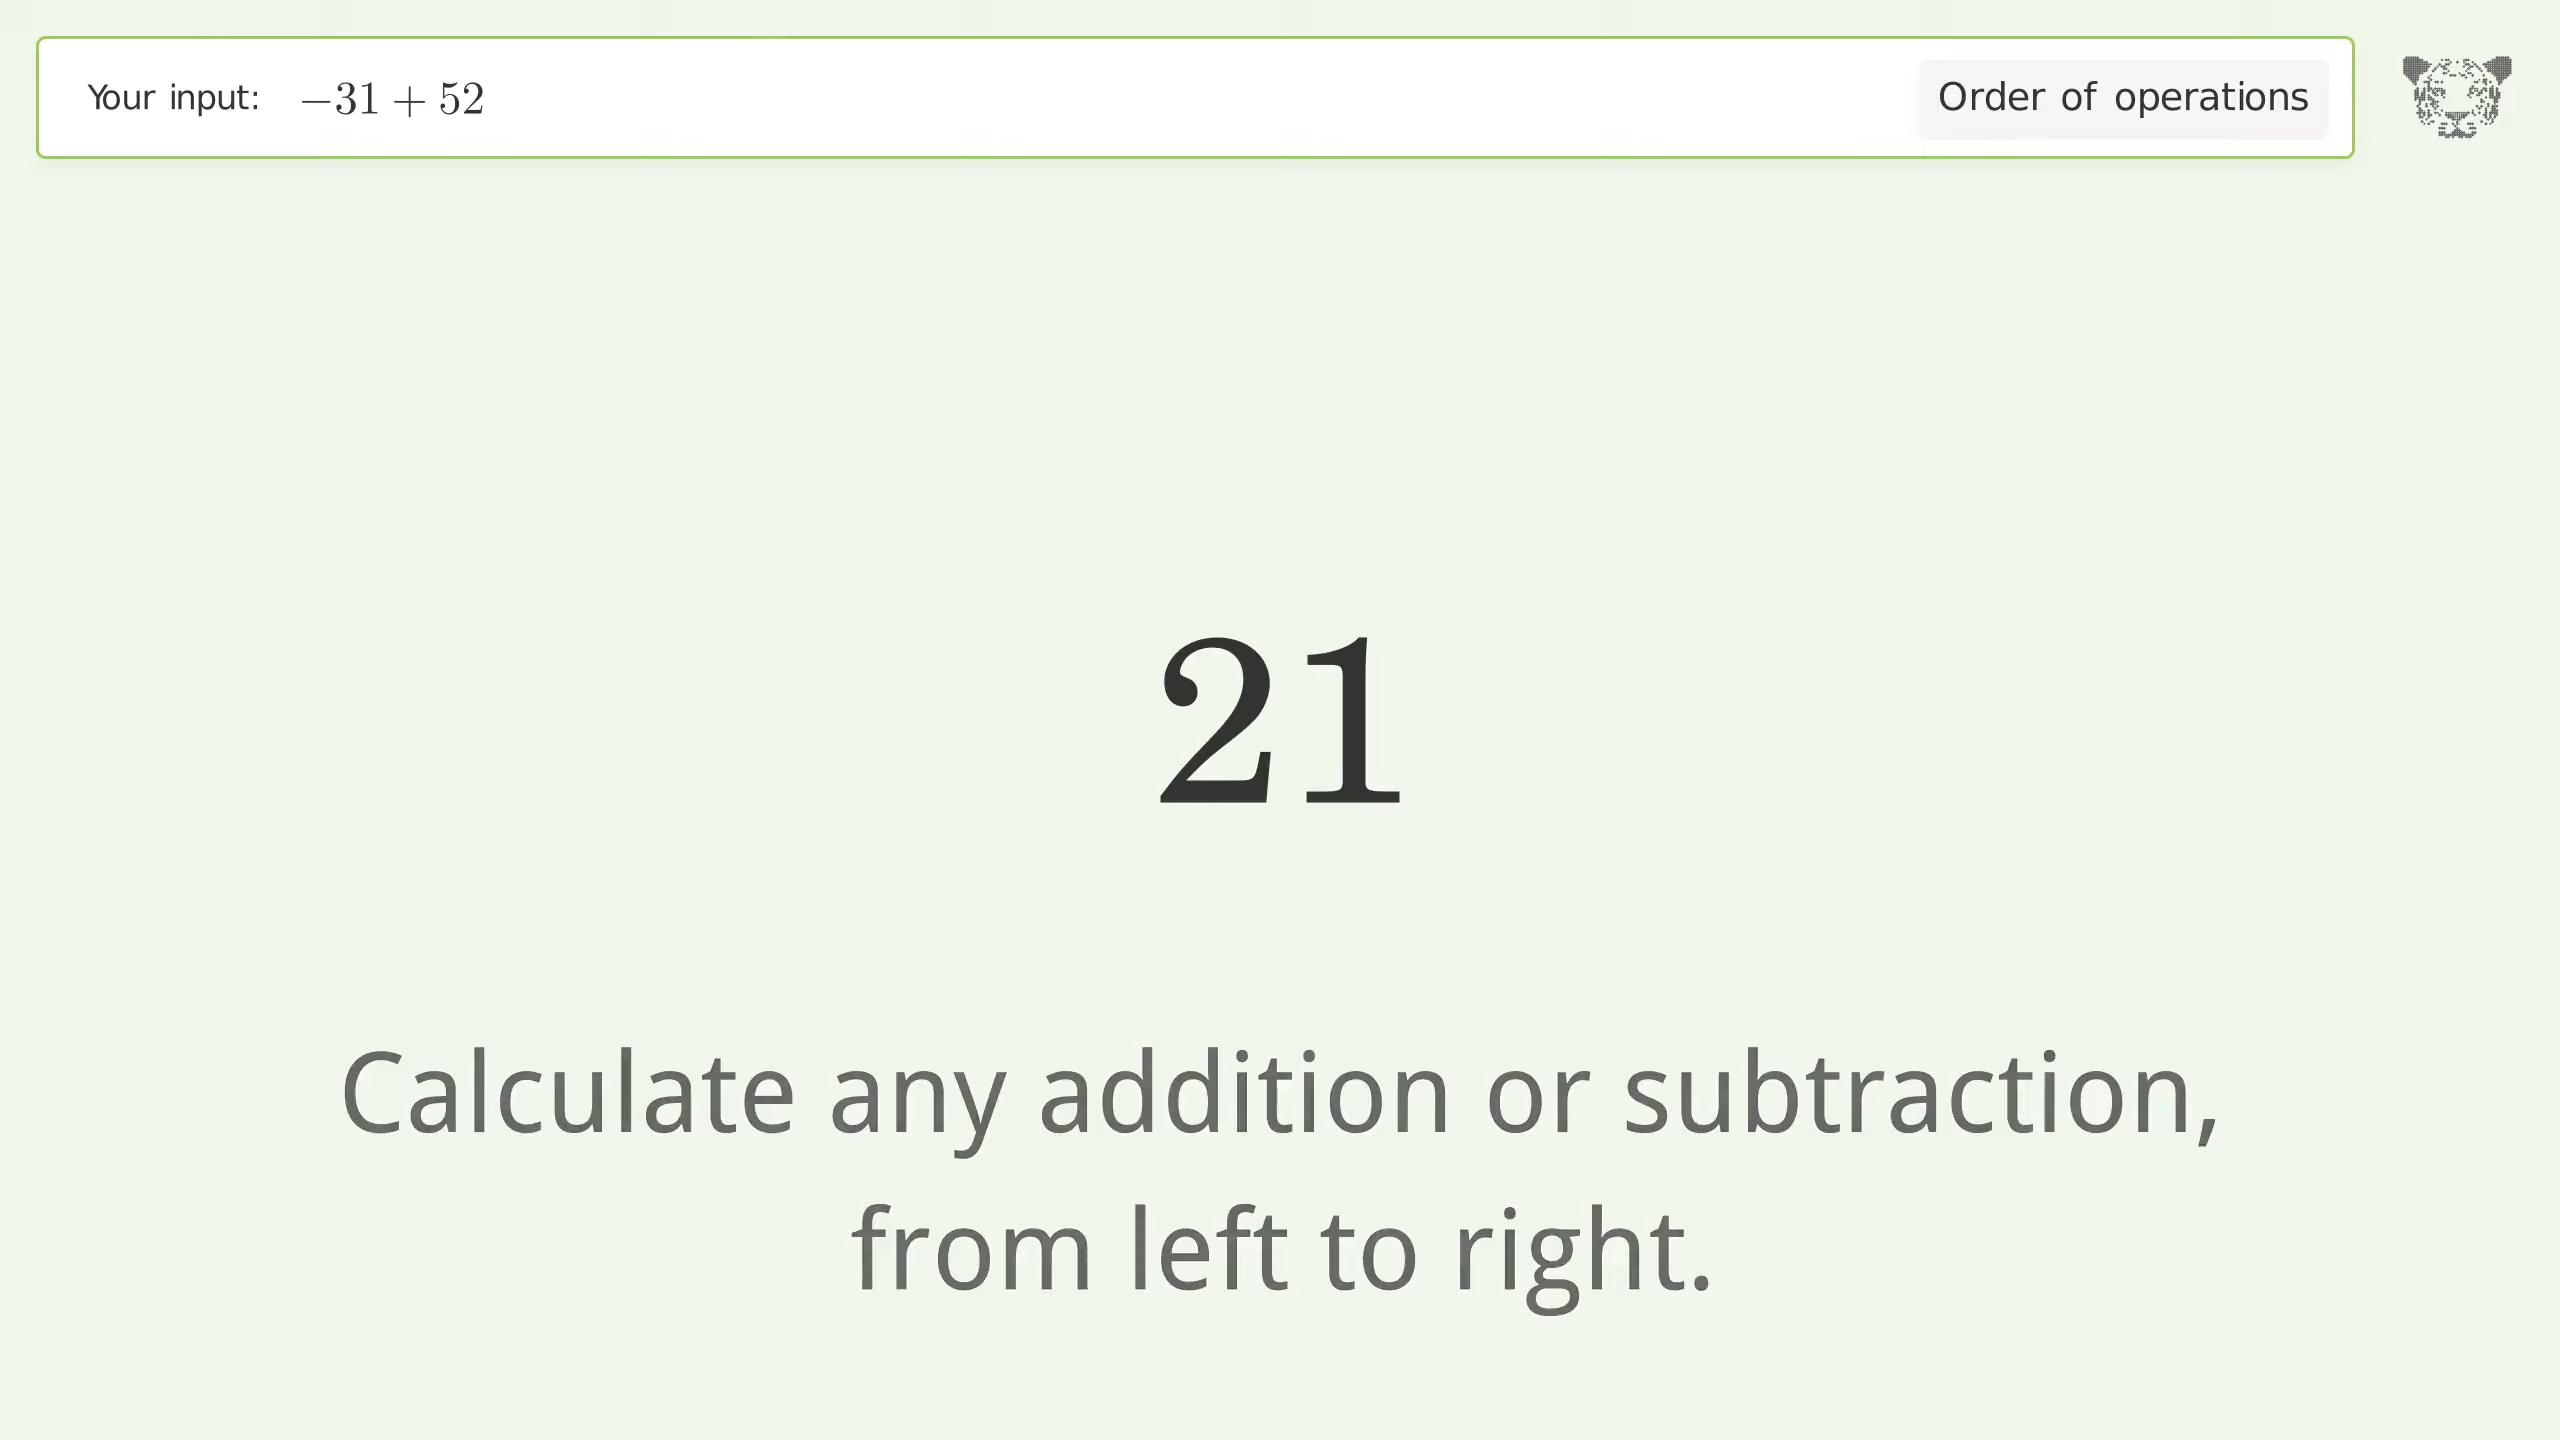 Your input: −31 + 52
Order of operations
21
Calculate any addition or subtraction,
from left to right.